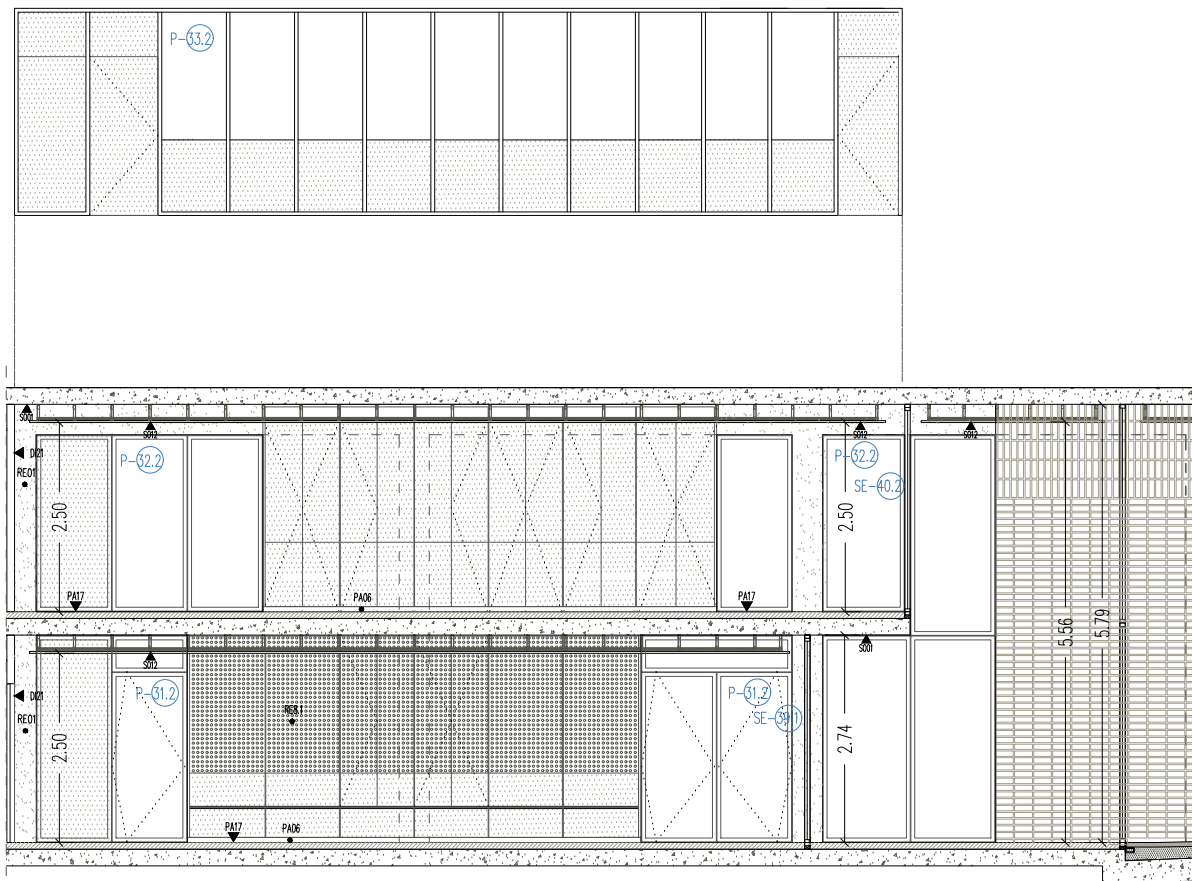 P-33.2
S001
S012
S012
S012
DI21
P-32.2
P-32.2
RE01
SE-40.2
2.50
2.50
PA17
PA06
PA17
5.56
5.79
S012
S001
DI21
P-31.2
P-31.2
RE01
RE8.1
SE-39.1
2.50
2.74
PA17
PA06